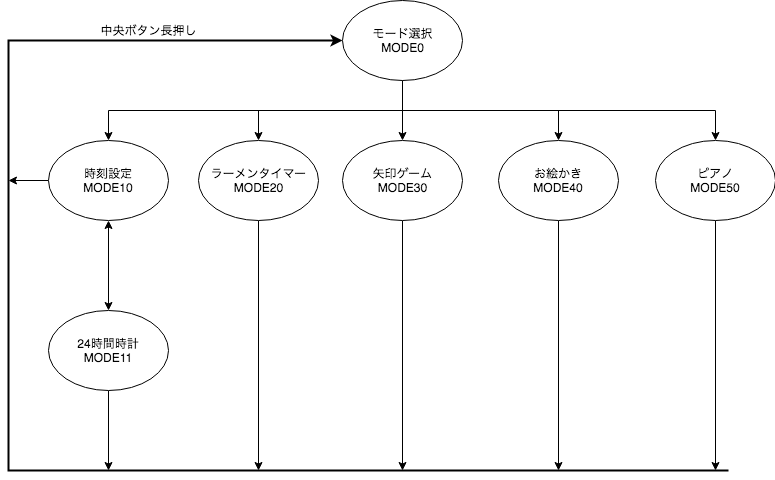 中央ボタン長押し
モード選択
MODE0
時刻設定
MODE10
ラーメンタイマー
MODE20
矢印ゲーム
MODE30
お絵かき
MODE40
ピアノ
MODE50
24時間時計
MODE11